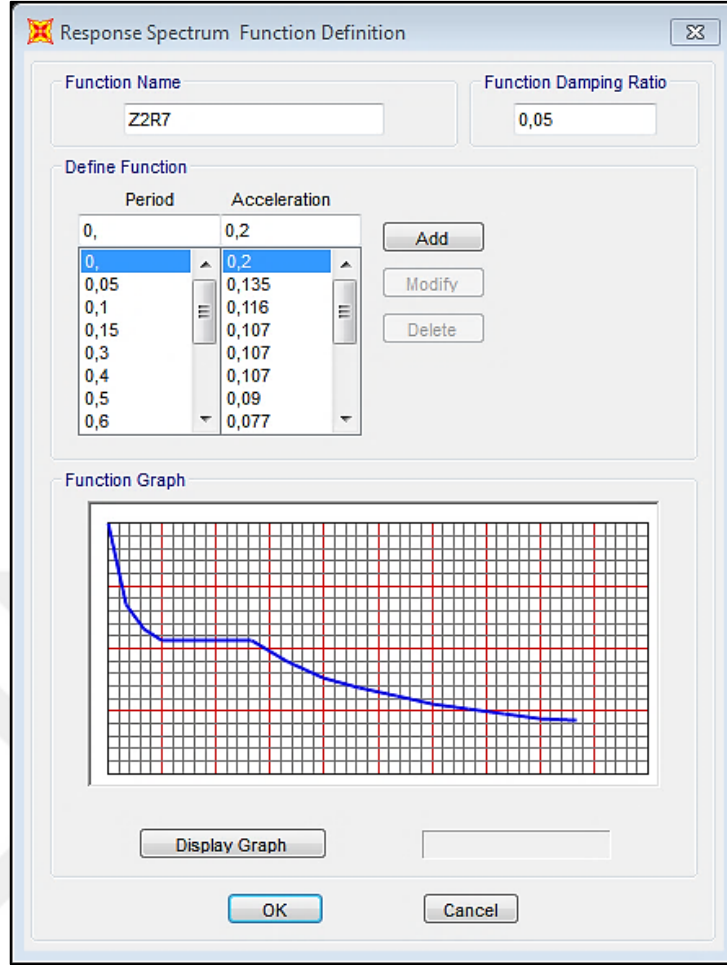 Response Spectrum Function Definition
Function Name
Function Damping Ratio
Z2R7
0,05
Define Function
Period Acceleration
0, 0,2
Add
0, 0,2
0,05 0,135
Modify
0,1 0,116
0,15 0,107
Delete
0,3 0,107
0,4 0,107
0,5 0,09
0,6 0,077
Function Graph
Display Graph
OK Cancel